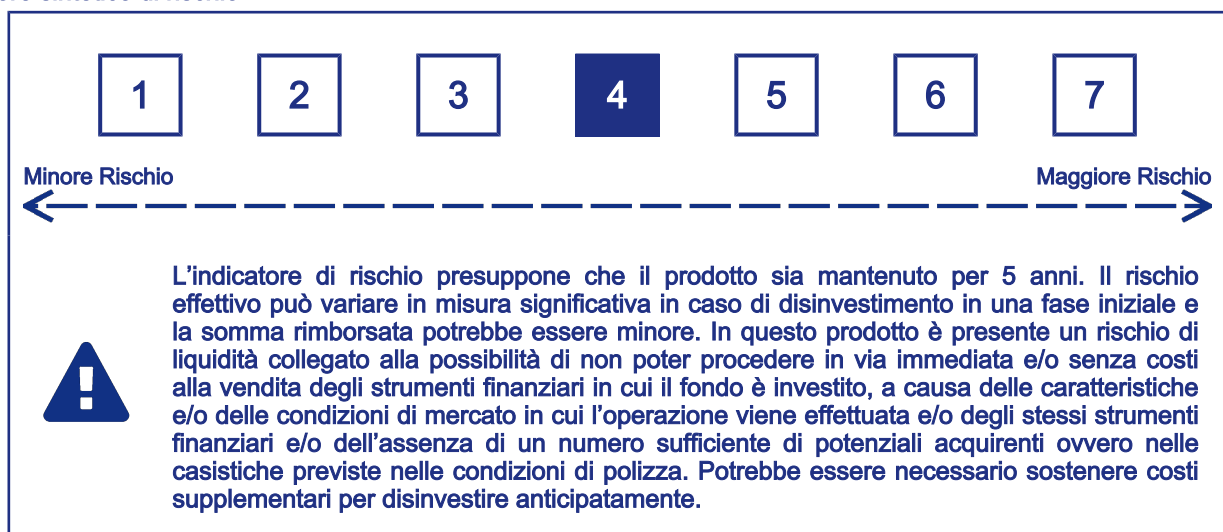 1 2 3 4 5 6 7
Minore Rischio Maggiore Rischio
L'indicatore di rischio presuppone che il prodotto sia mantenuto per 5 anni. Il rischio
effettivo può variare in misura significativa in caso di disinvestimento in una fase iniziale e
la somma rimborsata potrebbe essere minore. In questo prodotto è presente un rischio di
liquidità collegato alla possibilità di non poter procedere in via immediata e/o senza costi
alla vendita degli strumenti finanziari in cui il fondo è investito, a causa delle caratteristiche
e/o delle condizioni di mercato in cui l'operazione viene effettuata e/o degli stessi strumenti
finanziari e/o dell'assenza di un numero sufficiente di potenziali acquirenti ovvero nelle
casistiche previste nelle condizioni di polizza. Potrebbe essere necessario sostenere costi
supplementari per disinvestire anticipatamente.